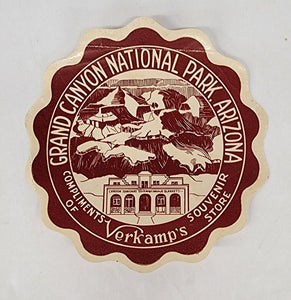 GRAND CANYON NATIONAL PARK ARIZONA
COMPLIMENTS
OF
Verkamp's
SOUVENIR
STORE